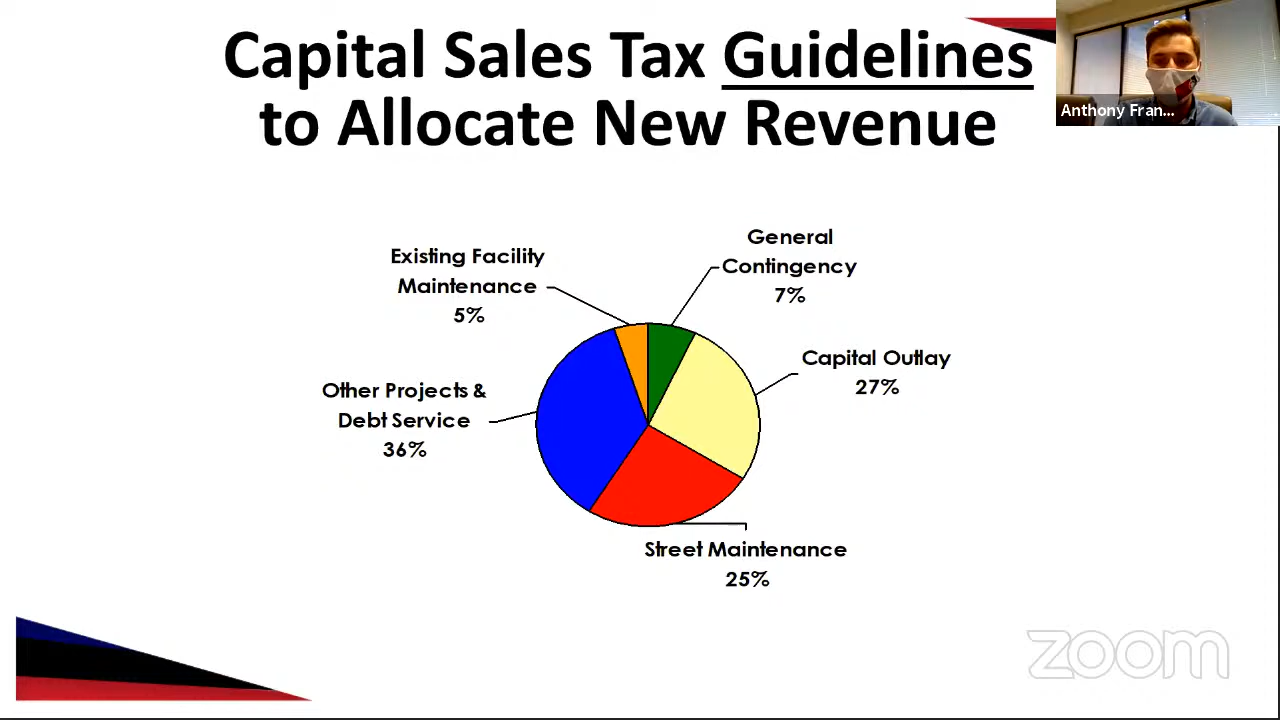 Capital Sales Tax Guidelines
to Allocate New Revenue
Anthony Fran...
General
Contingency
7%
Existing Facility
Maintenance
5%
Capital Outlay
27%
Other Projects &
Debt Service
36%
Street Maintenance
25%
zoom